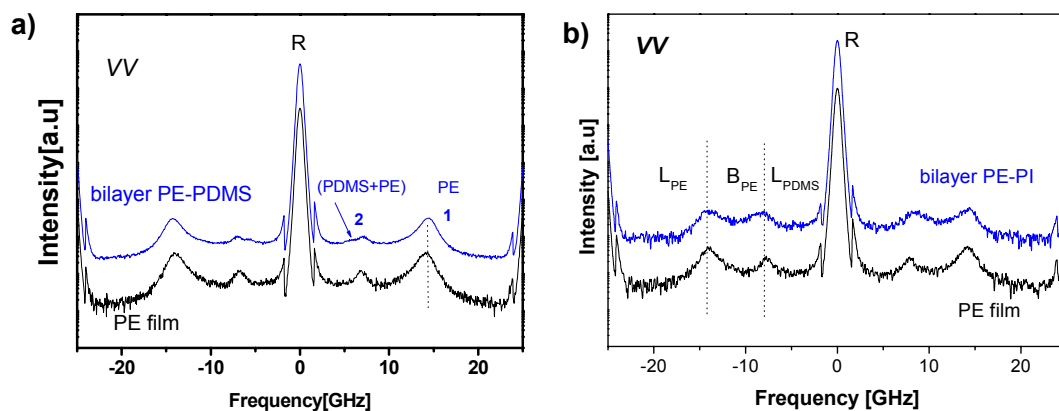 a)
VV
R
bilayer PE-PDMS
(PDMS+PE)
2
PE
1
PE film
Intensity[a.u]
-20 -10 0 10 20
Frequency[GHz]
b)
VV
R
L_PE B_PE L_PDMS
bilayer PE-PI
PE film
Intensity [a.u]
-20 -10 0 10 20
Frequency [GHz]